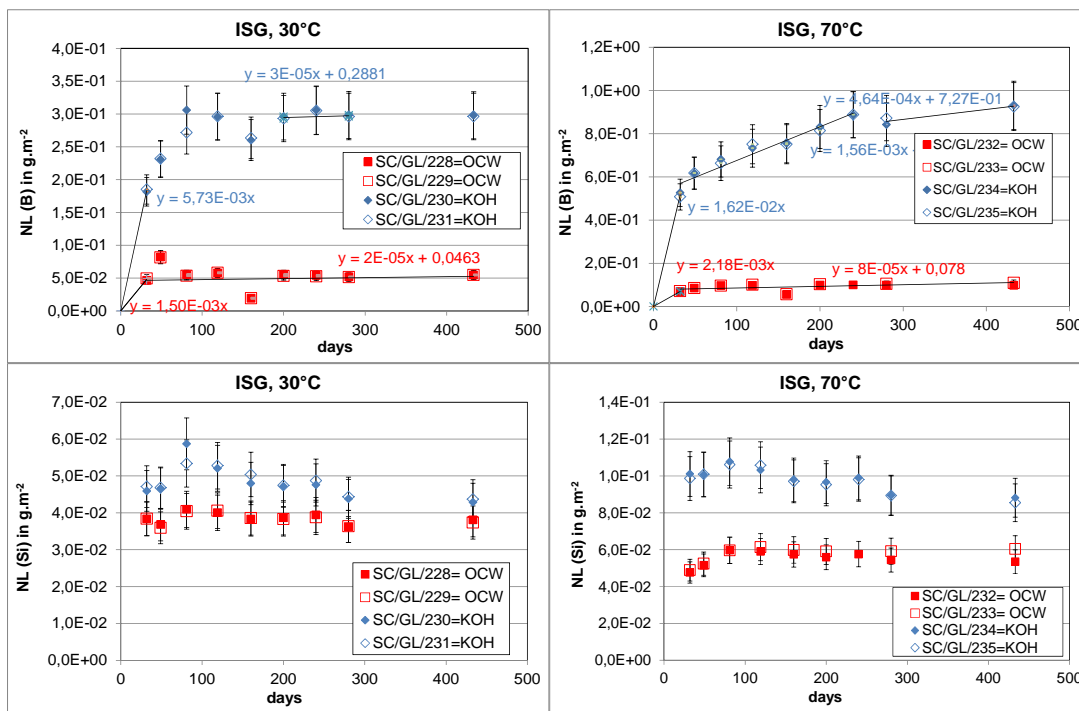 ISG, 30°C
4,0E-01
3,5E-01
3,0E-01
2,5E-01
2,0E-01
1,5E-01
1,0E-01
5,0E-02
0,0E+00
NL (B) in g.m-2
y = 3E-05x + 0,2881
y = 5,73E-03x
y = 2E-05x + 0,0463
y = 1,50E-03x
SC/GL/228=OCW
SC/GL/229=OCW
SC/GL/230=KOH
SC/GL/231=KOH
0 100 200 300 400 500
days
ISG, 70°C
1,2E+00
1,0E+00
8,0E-01
6,0E-01
4,0E-01
2,0E-01
0,0E+00
NL (B) in g.m-2
y = 4,64E-04x + 7,27E-01
y = 1,56E-03x
y = 1,62E-02x
y = 2,18E-03x
y = 8E-05x + 0,078
SC/GL/232= OCW
SC/GL/233= OCW
SC/GL/234=KOH
SC/GL/235=KOH
0 100 200 300 400 500
days
ISG, 30°C
7,0E-02
6,0E-02
5,0E-02
4,0E-02
3,0E-02
2,0E-02
1,0E-02
0,0E+00
NL (Si) in g.m-2
SC/GL/228= OCW
SC/GL/229= OCW
SC/GL/230=KOH
SC/GL/231=KOH
0 100 200 300 400 500
days
ISG, 70°C
1,4E-01
1,2E-01
1,0E-01
8,0E-02
6,0E-02
4,0E-02
2,0E-02
0,0E+00
NL (Si) in g.m-2
SC/GL/232= OCW
SC/GL/233= OCW
SC/GL/234=KOH
SC/GL/235=KOH
0 100 200 300 400 500
days